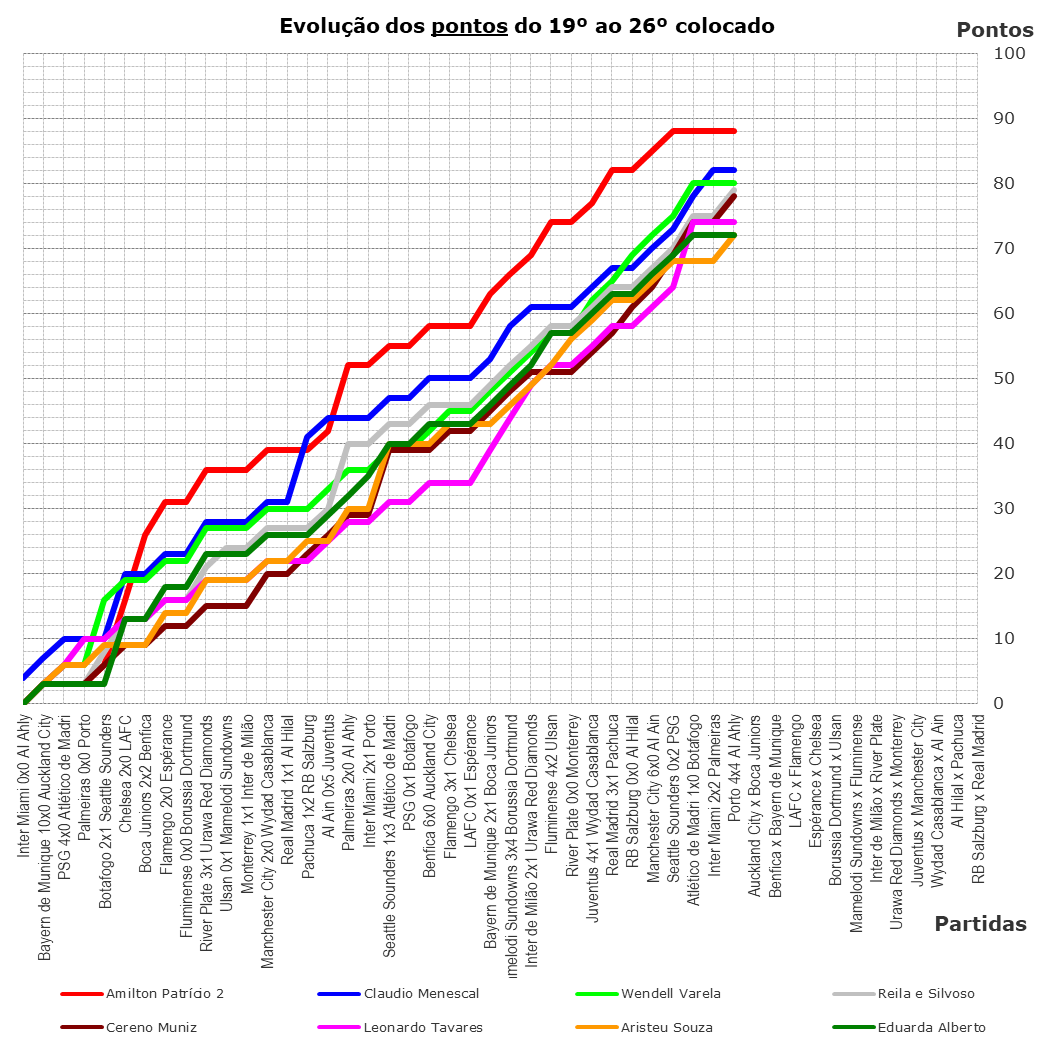 Evolução dos pontos do 19º ao 26º colocado
Pontos
100
90
80
70
60
50
40
30
20
10
0
Inter Miami 0x0 Al Ahly
Bayern de Munique 10x0 Auckland City
PSG 4x0 Atlético de Madri
Palmeiras 0x0 Porto
Botafogo 2x1 Seattle Sounders
Chelsea 2x0 LAFC
Boca Juniors 2x2 Benfica
Flamengo 2x0 Espérance
Fluminense 0x0 Borussia Dortmund
River Plate 3x1 Urawa Red Diamonds
Ulsan 0x1 Mamelodi Sundowns
Monterrey 1x1 Inter de Milão
Manchester City 2x0 Wydad Casablanca
Real Madrid 1x1 Al Hilal
Pachuca 1x2 RB Salzburg
Al Ain 0x5 Juventus
Palmeiras 2x0 Al Ahly
Inter Miami 2x1 Porto
Seattle Sounders 1x3 Atlético de Madri
PSG 0x1 Botafogo
Benfica 6x0 Auckland City
Flamengo 3x1 Chelsea
LAFC 0x1 Espérance
Bayern de Munique 2x1 Boca Juniors
melodi Sundowns 3x4 Borussia Dortmund
Inter de Milão 2x1 Urawa Red Diamonds
Fluminense 4x2 Ulsan
River Plate 0x0 Monterrey
Juventus 4x1 Wydad Casablanca
Real Madrid 3x1 Pachuca
RB Salzburg 0x0 Al Hilal
Manchester City 6x0 Al Ain
Seattle Sounders 0x2 PSG
Atlético de Madri 1x0 Botafogo
Inter Miami 2x2 Palmeiras
Porto 4x4 Al Ahly
Auckland City x Boca Juniors
Benfica x Bayern de Munique
LAFC x Flamengo
Espérance x Chelsea
Borussia Dortmund x Ulsan
Mamelodi Sundowns x Fluminense
Inter de Milão x River Plate
Urawa Red Diamonds x Monterrey
Juventus x Manchester City
Wydad Casablanca x Al Ain
Al Hilal x Pachuca
RB Salzburg x Real Madrid
Partidas
Amilton Patrício 2
Claudio Menescal
Wendell Varela
Reila e Silvoso
Cereno Muniz
Leonardo Tavares
Aristeu Souza
Eduarda Alberto